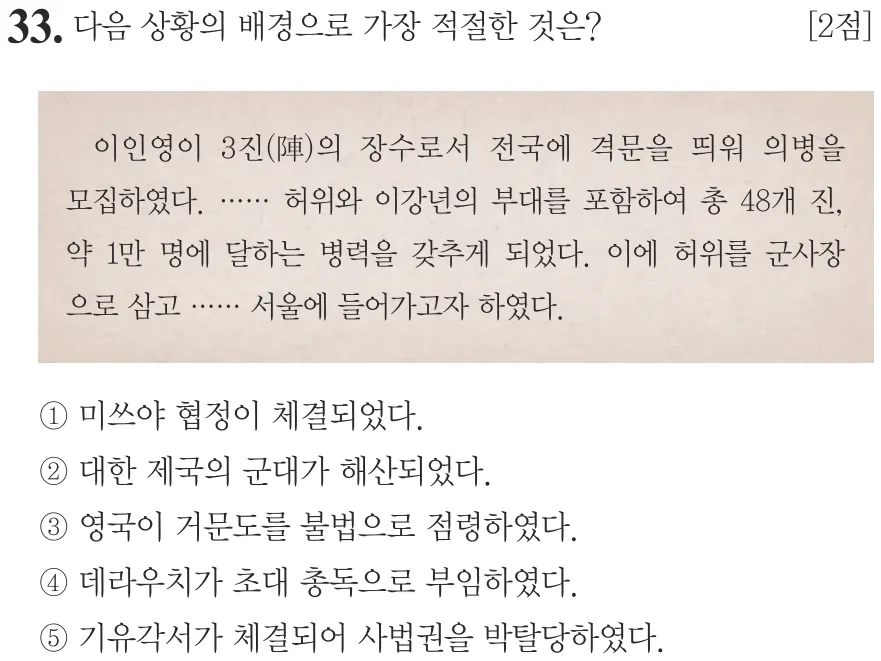 33. 다음 상황의 배경으로 가장 적절한 것은? [2점]
이인영이 3진(陣)의 장수로서 전국에 격문을 띄워 의병을
모집하였다. …… 허위와 이강년의 부대를 포함하여 총 48개 진,
약 1만 명에 달하는 병력을 갖추게 되었다. 이에 허위를 군사장
으로 삼고 …… 서울에 들어가고자 하였다.
① 미쓰야 협정이 체결되었다.
② 대한 제국의 군대가 해산되었다.
③ 영국이 거문도를 불법으로 점령하였다.
④ 데라우치가 초대 총독으로 부임하였다.
⑤ 기유각서가 체결되어 사법권을 박탈당하였다.